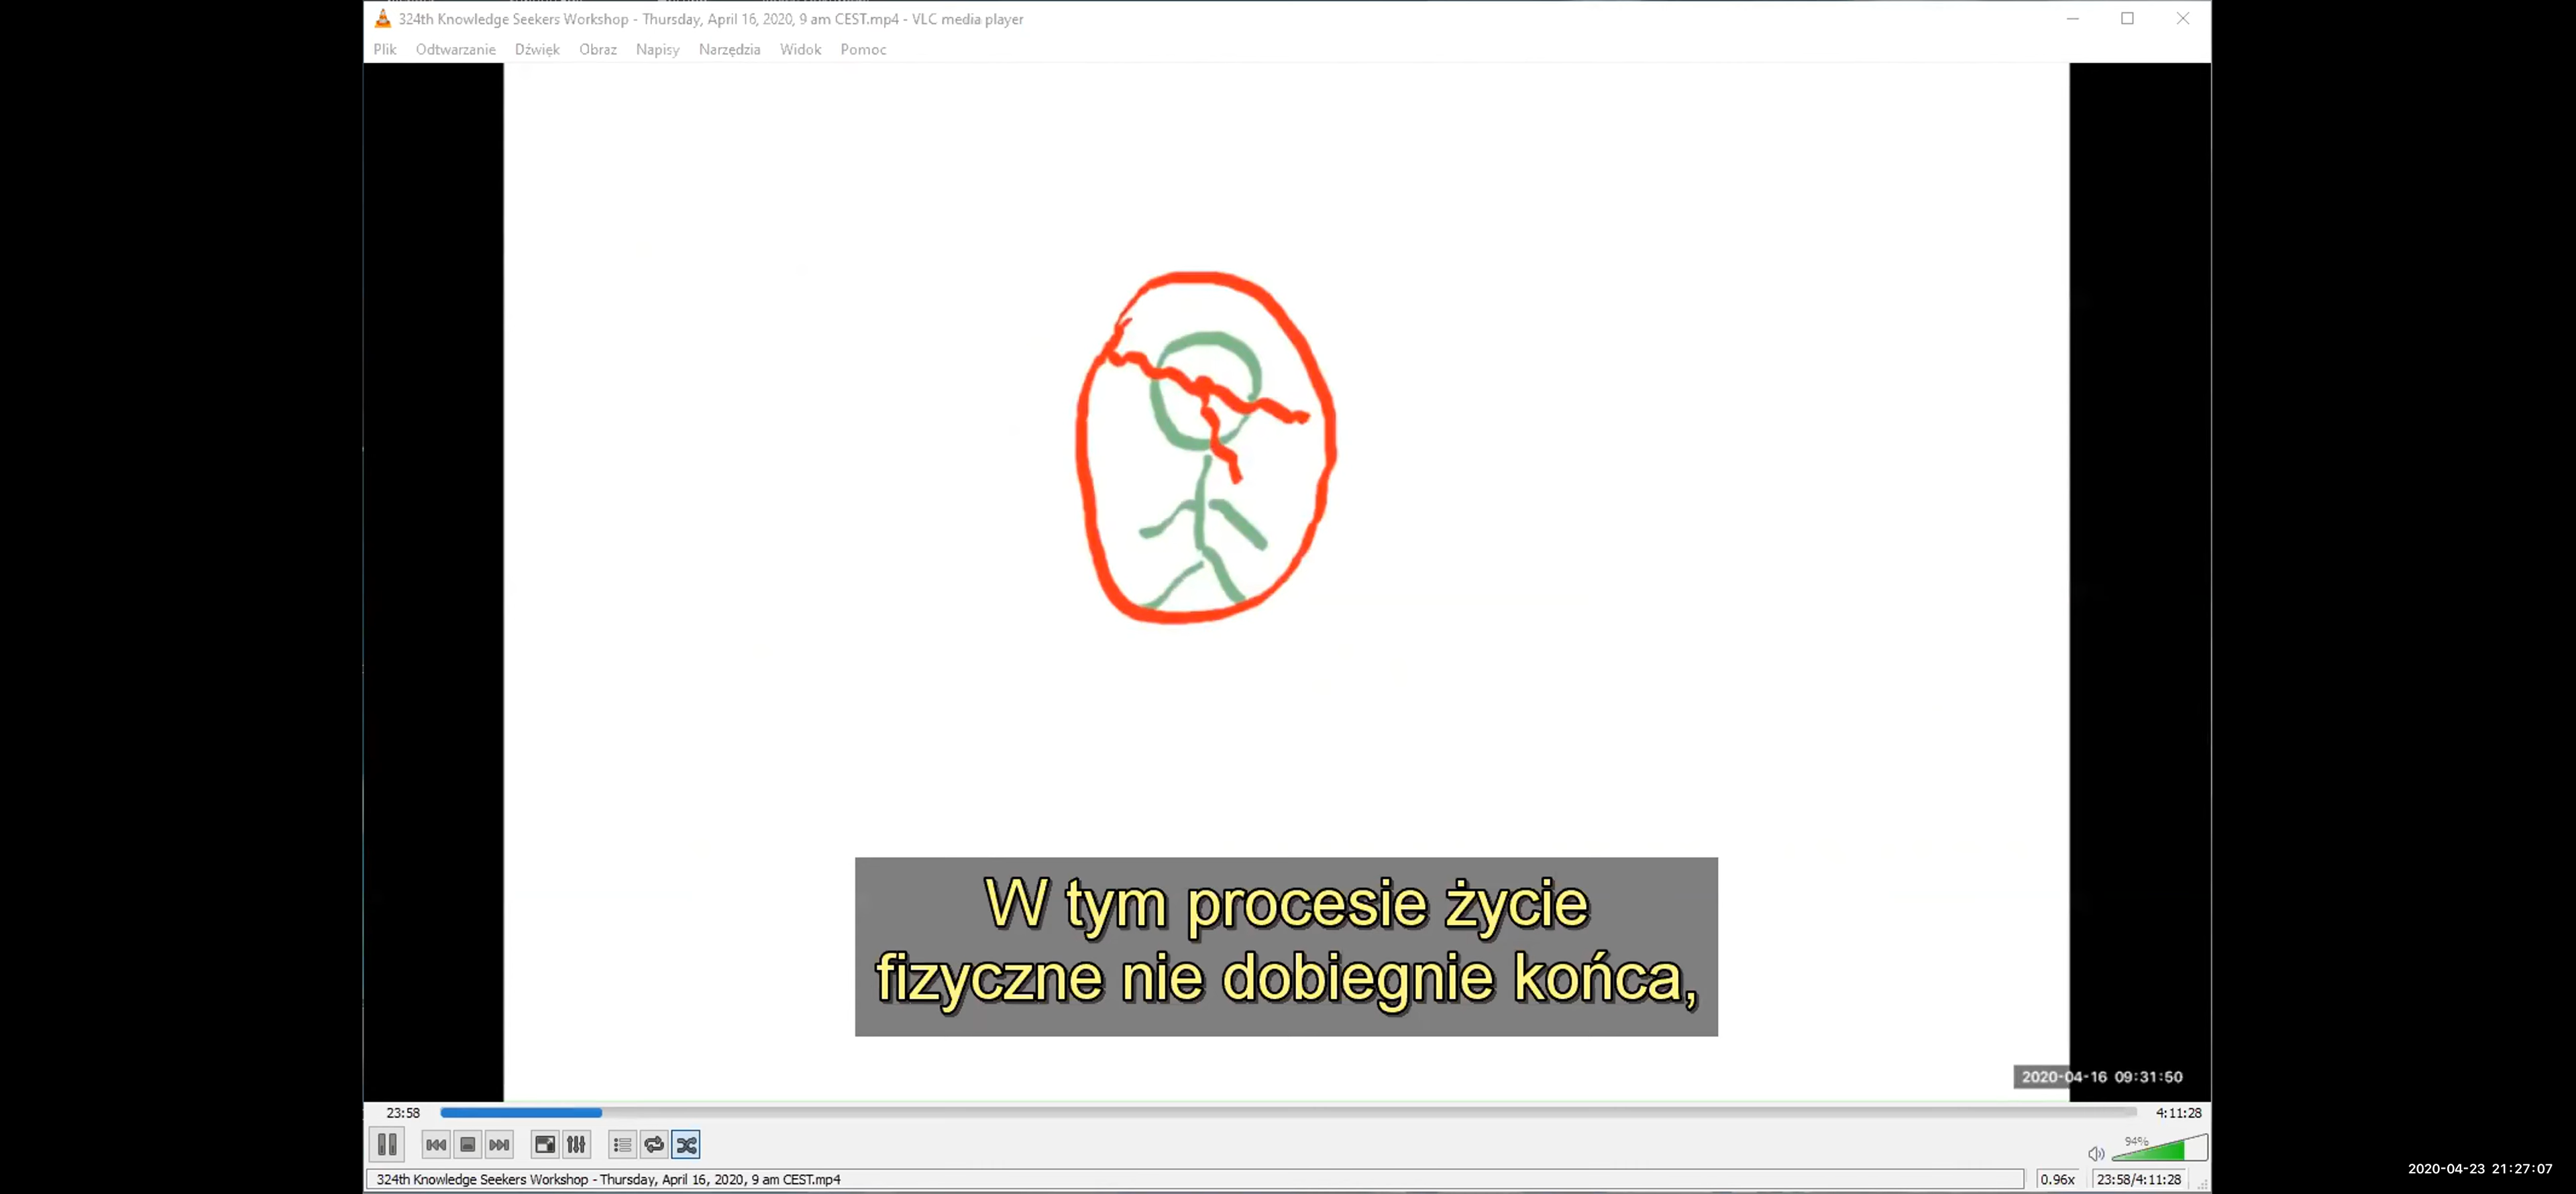 324th Knowledge Seekers Workshop - Thursday, April 16, 2020, 9 am CEST.mp4 - VLC media player
Plik Odtwarzanie Dźwięk Obraz Napisy Narzędzia Widok Pomoc
W tym procesie życie
fizyczne nie dobiegnie końca,
2020-04-16 09:31:50
23:58
4:11:28
94%
324th Knowledge Seekers Workshop - Thursday, April 16, 2020, 9 am CEST.mp4
0.96x
23:58/4:11:28
2020-04-23 21:27:07